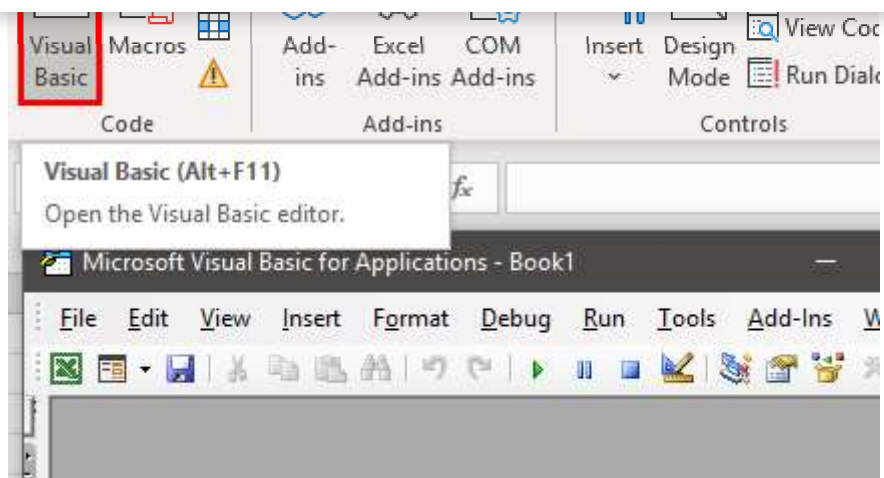 Visual Basic Macros Add-ins Excel Add-ins COM Add-ins Insert Design Mode View Coc
Run Dialo
Code Add-ins Controls
Visual Basic (Alt+F11)
Open the Visual Basic editor.
fx
Microsoft Visual Basic for Applications - Book1
File Edit View Insert Format Debug Run Tools Add-Ins W